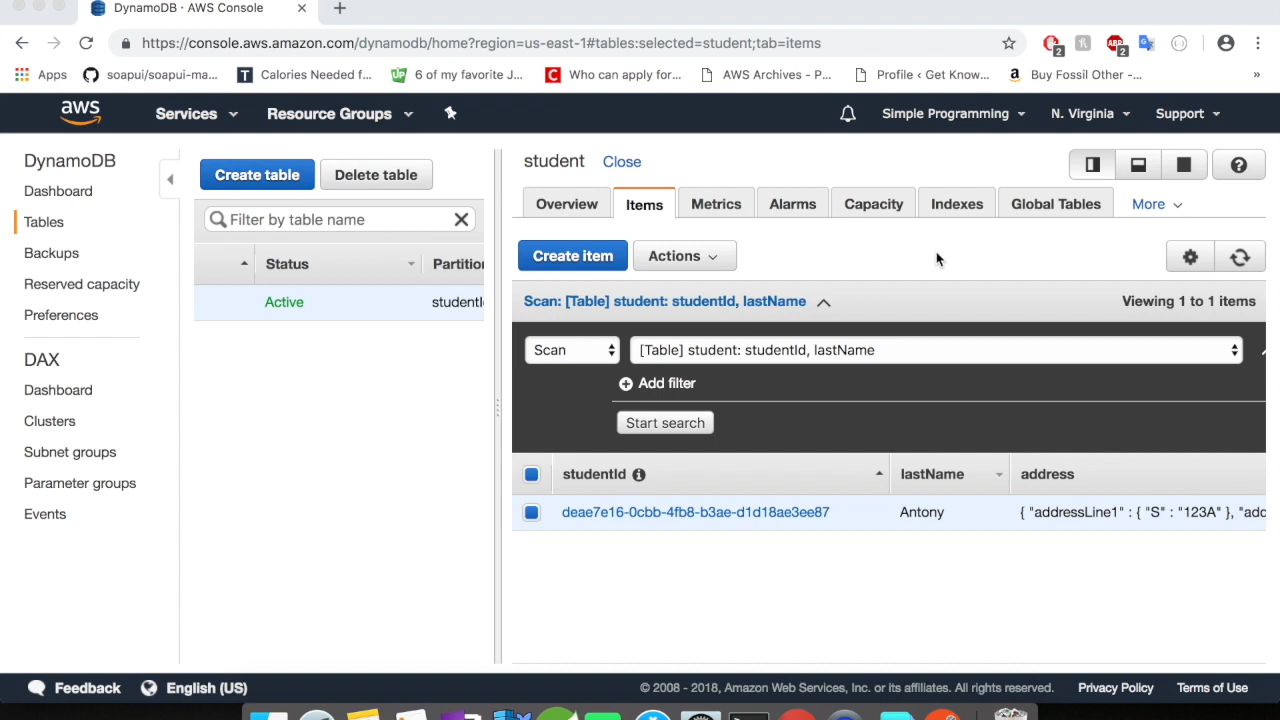 DynamoDB · AWS Console
https://console.aws.amazon.com/dynamodb/home?region=us-east-1#tables:selected=student;tab=items
2
ABP
2
Apps
soapui/soapui-ma...
T
Calories Needed f...
UP
6 of my favorite J...
C
Who can apply for...
AWS Archives - P...
Profile ‹ Get Know...
a
Buy Fossil Other -...
»
aws
Services
Resource Groups
Simple Programming
N. Virginia
Support
DynamoDB
Dashboard
Tables
Backups
Reserved capacity
Preferences
DAX
Dashboard
Clusters
Subnet groups
Parameter groups
Events
Create table
Delete table
Filter by table name
Status
Partition
Active
studentI
student
Close
Overview
Items
Metrics
Alarms
Capacity
Indexes
Global Tables
More
Create item
Actions
Scan: [Table] student: studentId, lastName
Viewing 1 to 1 items
Scan
[Table] student: studentId, lastName
Add filter
Start search
studentId
lastName
address
deae7e16-0cbb-4fb8-b3ae-d1d18ae3ee87
Antony
{ "addressLine1" : { "S" : "123A" }, "add
Feedback
English (US)
© 2008 - 2018, Amazon Web Services, Inc. or its affiliates. All rights reserved.
Privacy Policy
Terms of Use